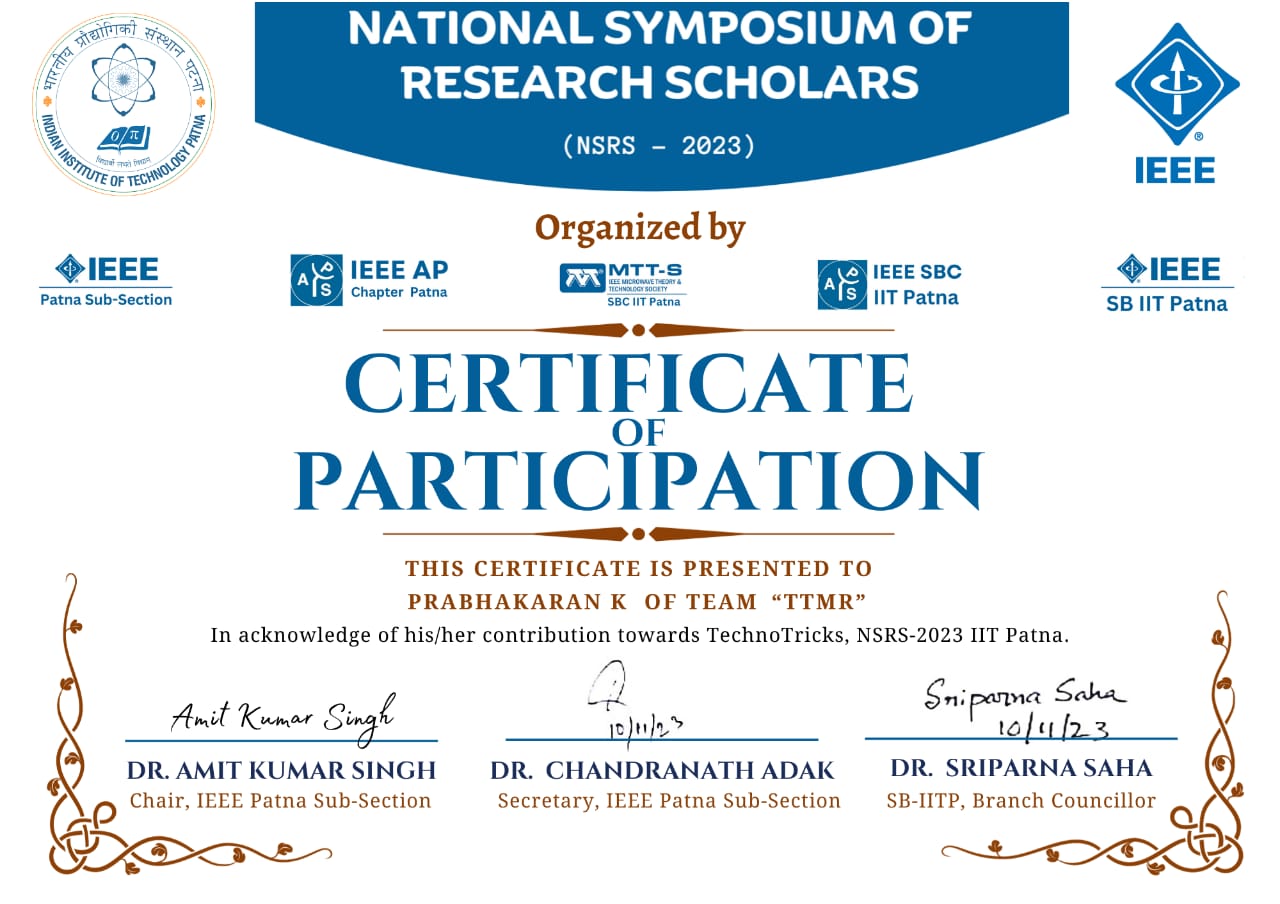 NATIONAL SYMPOSIUM OF
RESEARCH SCHOLARS
(NSRS - 2023)
भारतीय प्रौद्योगिकी संस्थान पटना
INDIAN INSTITUTE OF TECHNOLOGY PATNA
IEEE
Organized by
IEEE
Patna Sub-Section
APS
IEEE AP
Chapter Patna
MTT-S
IEEE MICROWAVE THEORY &
TECHNOLOGY SOCIETY
SBC IIT Patna
APS
IEEE SBC
IIT Patna
IEEE
SB IIT Patna
CERTIFICATE
OF
PARTICIPATION
THIS CERTIFICATE IS PRESENTED TO
PRABHAKARAN K OF TEAM “TTMR”
In acknowledge of his/her contribution towards TechnoTricks, NSRS-2023 IIT Patna.
Amit Kumar Singh
10/11/23
Sriparna Saha
10/11/23
DR. AMIT KUMAR SINGH
Chair, IEEE Patna Sub-Section
DR. CHANDRANATH ADAK
Secretary, IEEE Patna Sub-Section
DR. SRIPARNA SAHA
SB-IITP, Branch Councillor